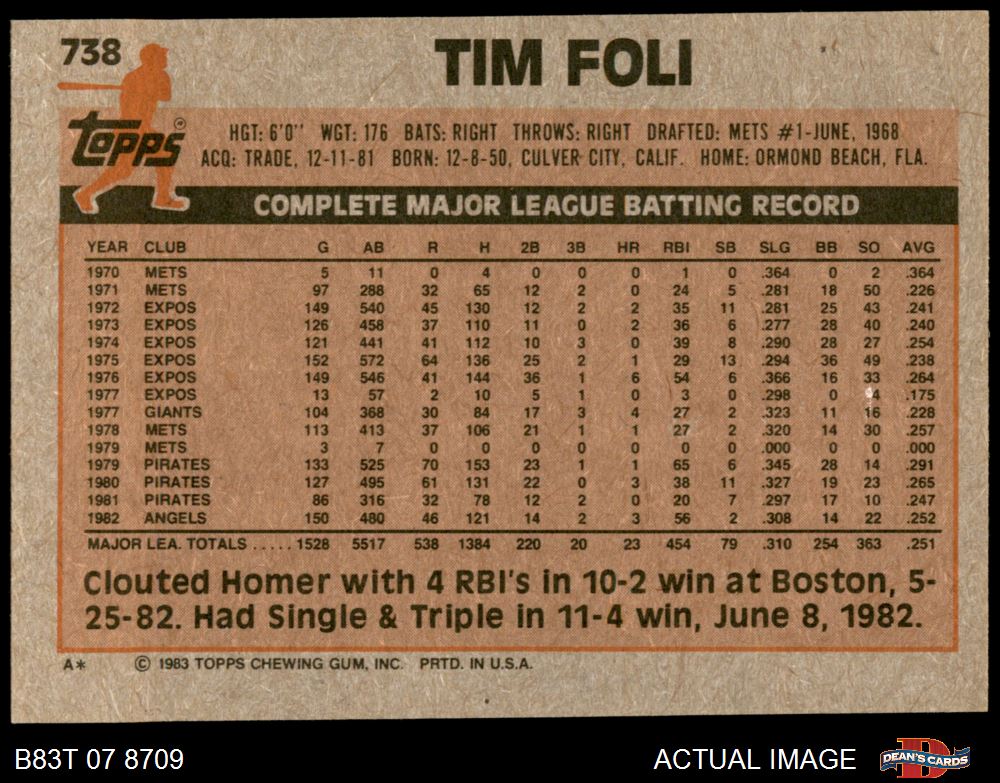 738
TIM FOLI
Topps ®
HGT: 6'0" WGT: 176 BATS: RIGHT THROWS: RIGHT DRAFTED: METS #1-JUNE, 1968
ACQ: TRADE, 12-11-81 BORN: 12-8-50, CULVER CITY, CALIF. HOME: ORMOND BEACH, FLA.
COMPLETE MAJOR LEAGUE BATTING RECORD
YEAR CLUB G AB R H 2B 3B HR RBI SB SLG BB SO AVG
1970 METS 5 11 0 4 0 0 0 1 0 .364 0 2 .364
1971 METS 97 288 32 65 12 2 0 24 5 .281 18 50 .226
1972 EXPOS 149 540 45 130 12 2 2 35 11 .281 25 43 .241
1973 EXPOS 126 458 37 110 11 0 2 36 6 .277 28 40 .240
1974 EXPOS 121 441 41 112 10 3 0 39 8 .290 28 27 .254
1975 EXPOS 152 572 64 136 25 2 1 29 13 .294 36 49 .238
1976 EXPOS 149 546 41 144 36 1 6 54 6 .366 16 33 .264
1977 EXPOS 13 57 2 10 5 1 0 3 0 .298 0 4 .175
1977 GIANTS 104 368 30 84 17 3 4 27 2 .323 11 16 .228
1978 METS 113 413 37 106 21 1 1 27 2 .320 14 30 .257
1979 METS 3 7 0 0 0 0 0 0 0 .000 0 0 .000
1979 PIRATES 133 525 70 153 23 1 1 65 6 .345 28 14 .291
1980 PIRATES 127 495 61 131 22 0 3 38 11 .327 19 23 .265
1981 PIRATES 86 316 32 78 12 2 0 20 7 .297 17 10 .247
1982 ANGELS 150 480 46 121 14 2 3 56 2 .308 14 22 .252
MAJOR LEA. TOTALS ..... 1528 5517 538 1384 220 20 23 454 79 .310 254 363 .251
Clouted Homer with 4 RBI's in 10-2 win at Boston, 5-
25-82. Had Single & Triple in 11-4 win, June 8, 1982.
A* © 1983 TOPPS CHEWING GUM, INC. PRTD. IN U.S.A.
B83T 07 8709 ACTUAL IMAGE DEAN'S CARDS